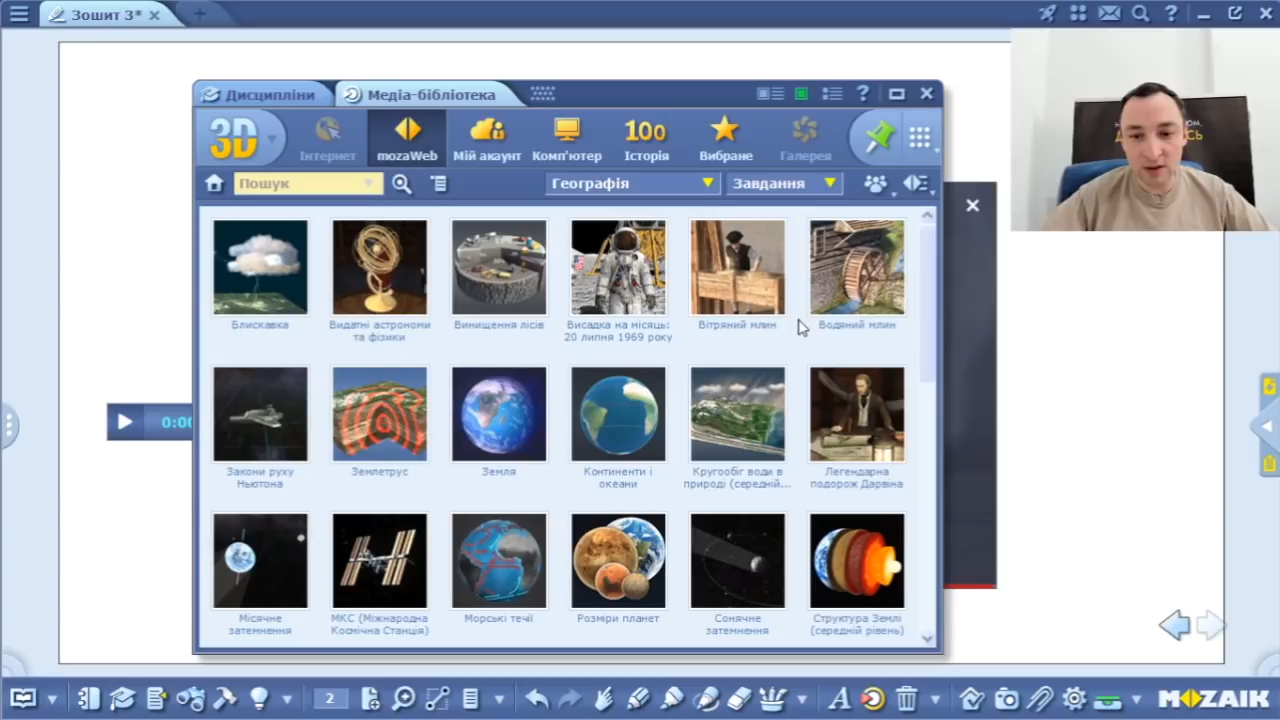 Зошит 3*
Дисципліни
Медіа-бібліотека
3D
Інтернет
mozaWeb
Мій акаунт
Комп'ютер
100
Історія
Вибране
Галерея
Пошук
Географія
Завдання
Блискавка
Видатні астрономи
та фізики
Винищення лісів
Висадка на місяць:
20 липня 1969 року
Вітряний млин
Водяний млин
Закони руху
Ньютона
Землетрус
Земля
Континенти і
океани
Кругообіг води в
природі (середній...
Легендарна
подорож Дарвіна
Місячне
затемнення
МКС (Міжнародна
Космічна Станція)
Морські течії
Розміри планет
Сонячне
затемнення
Структура Землі
(середній рівень)
2
MOZAIK